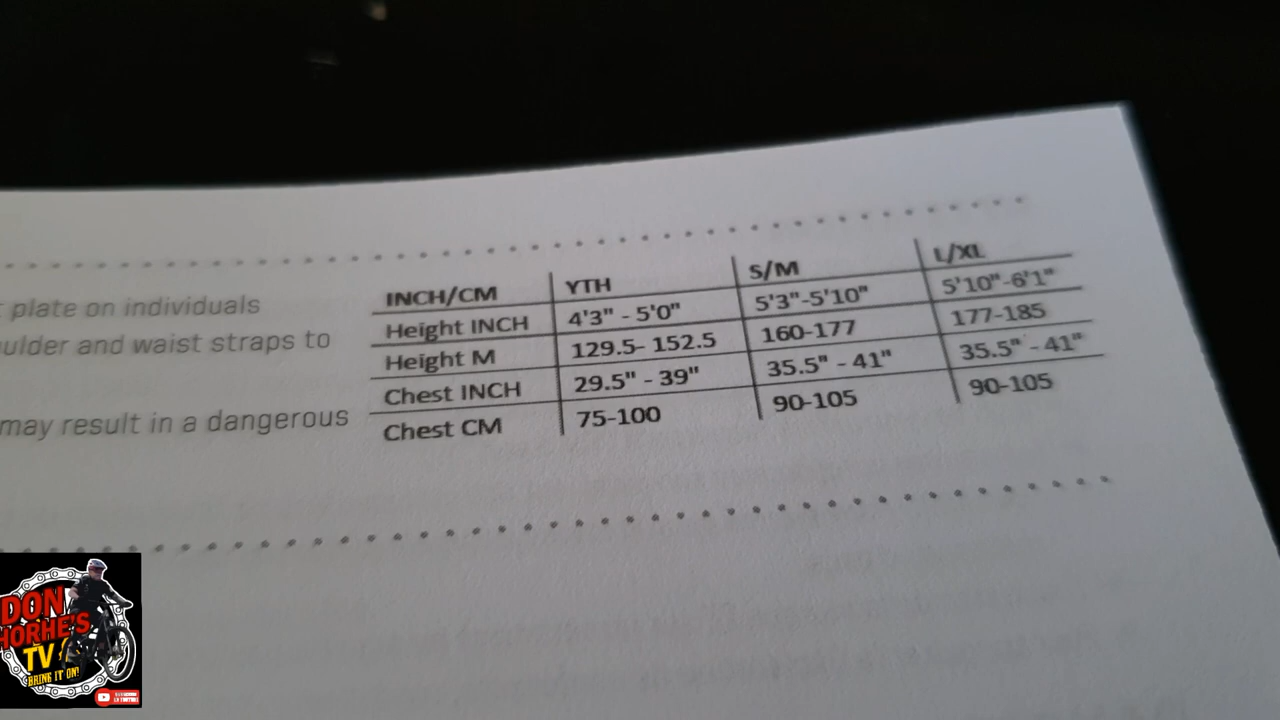 plate on individuals
oulder and waist straps to
may result in a dangerous
INCH/CM YTH S/M L/XL
Height INCH 4'3" - 5'0" 5'3"-5'10" 5'10"-6'1"
Height M 129.5- 152.5 160-177 177-185
Chest INCH 29.5" - 39" 35.5" - 41" 35.5" - 41"
Chest CM 75-100 90-105 90-105
DON
HORHE'S
TV
BRING IT ON!